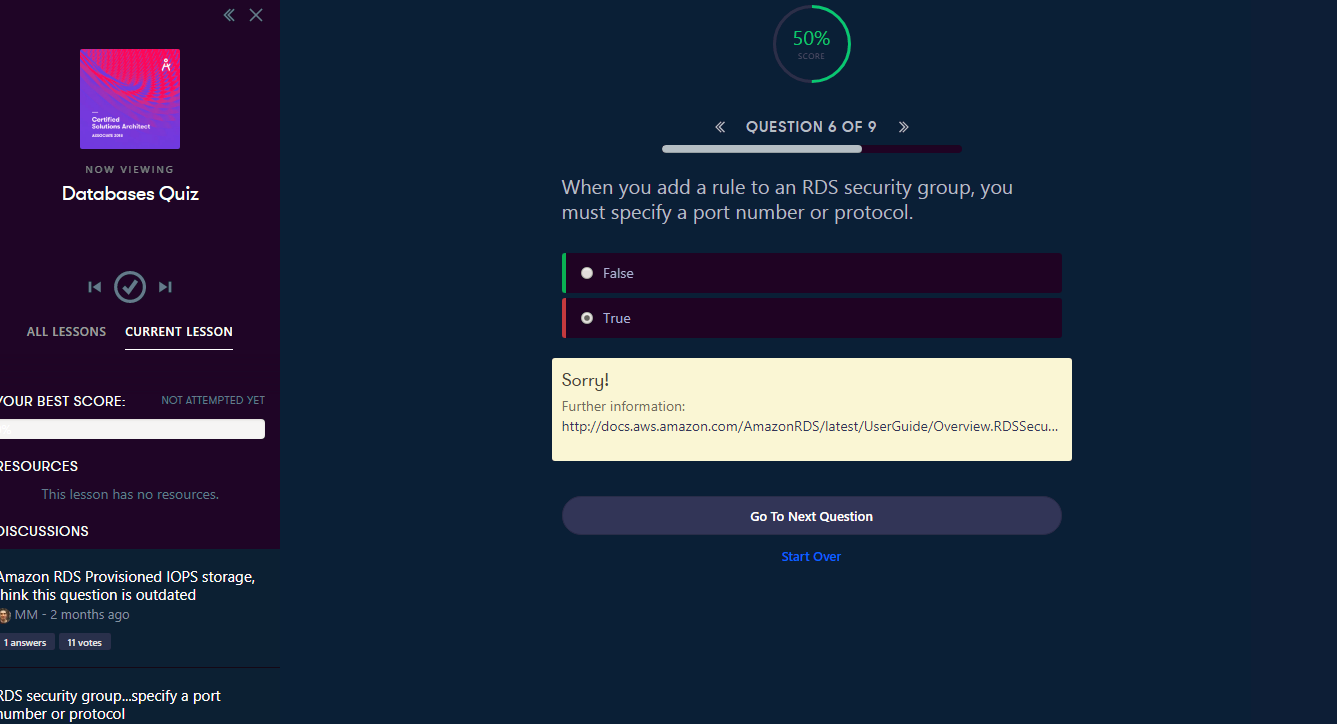 Certified
Solutions Architect
ASSOCIATE 2018
NOW VIEWING
Databases Quiz
ALL LESSONS CURRENT LESSON
YOUR BEST SCORE: NOT ATTEMPTED YET
RESOURCES
This lesson has no resources.
DISCUSSIONS
Amazon RDS Provisioned IOPS storage,
think this question is outdated
MM - 2 months ago
1 answers 11 votes
RDS security group...specify a port
number or protocol
50%
SCORE
QUESTION 6 OF 9
When you add a rule to an RDS security group, you
must specify a port number or protocol.
False
True
Sorry!
Further information:
http://docs.aws.amazon.com/AmazonRDS/latest/UserGuide/Overview.RDSSecu...
Go To Next Question
Start Over